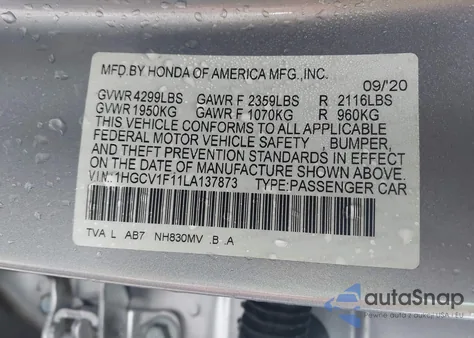 MFD. BY HONDA OF AMERICA MFG.,INC.
09/20
GVWR 4299LBS GAWR F 2359LBS R 2116LBS
GVWR 1950KG GAWR F 1070KG R 960KG
THIS VEHICLE CONFORMS TO ALL APPLICABLE
FEDERAL MOTOR VEHICLE SAFETY , BUMPER,
AND THEFT PREVENTION STANDARDS IN EFFECT
ON THE DATE OF MANUFACTURE SHOWN ABOVE.
V.I.N.:1HGCV1F11LA137873 TYPE:PASSENGER CAR
TVA L AB7 NH830MV .B .A
autoSnap